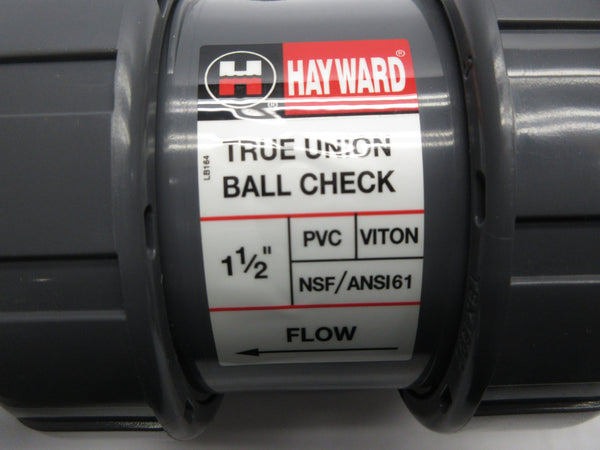 H ® HAYWARD®
LB164
TRUE UNION
BALL CHECK
1½"
PVC VITON
NSF/ANSI61
FLOW